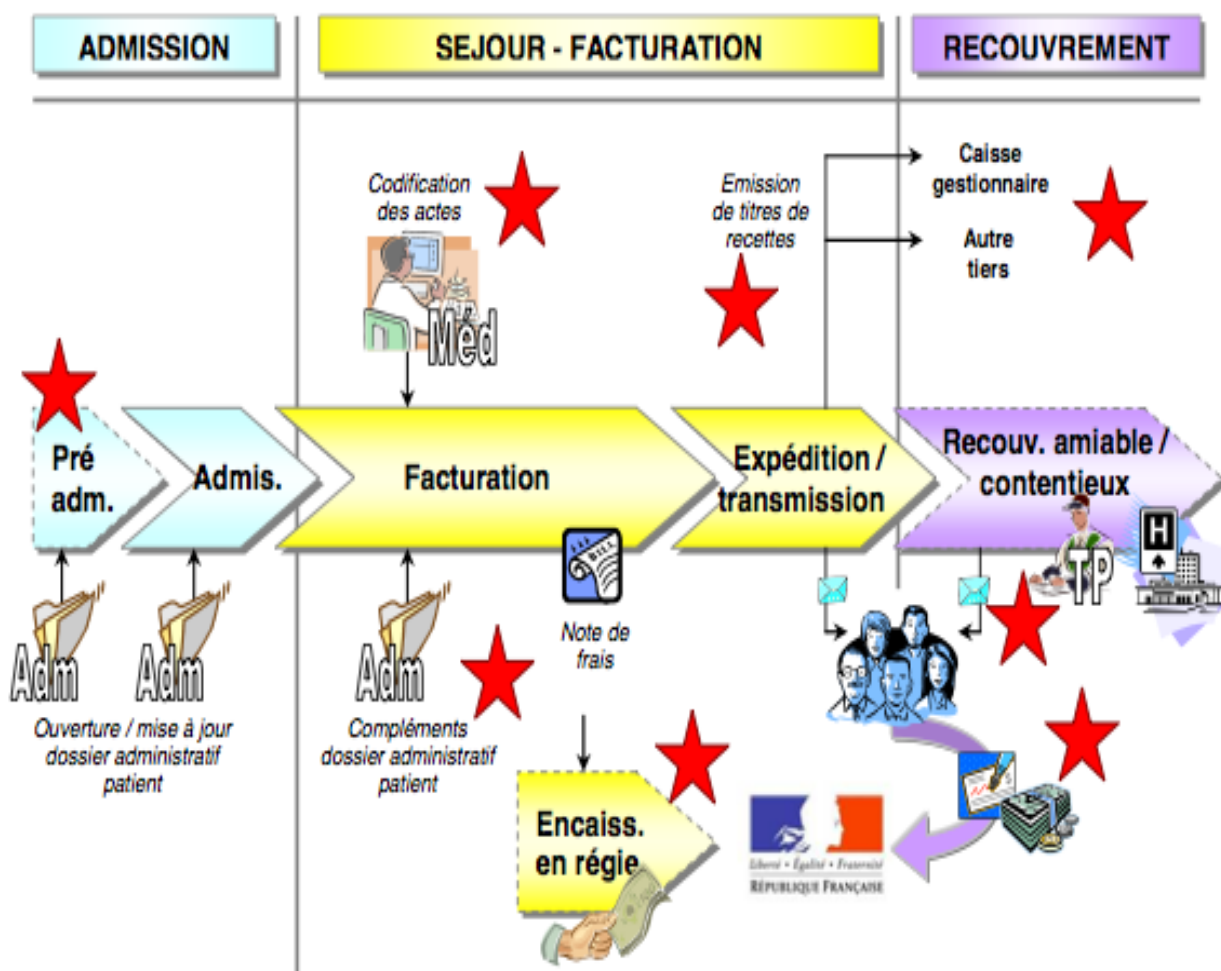 ADMISSION
SEJOUR - FACTURATION
RECOUVREMENT
Codification
des actes
Méd
Emission
de titres de
recettes
Caisse
gestionnaire
Autre
tiers
Pré
adm.
Admis.
Facturation
Expédition /
transmission
Recouv. amiable /
contentieux
H
TP
BILL
Note de
frais
Adm
Adm
Adm
Ouverture / mise à jour
dossier administratif
patient
Compléments
dossier administratif
patient
Encaiss.
en régie
Liberté • Égalité • Fraternité
RÉPUBLIQUE FRANÇAISE